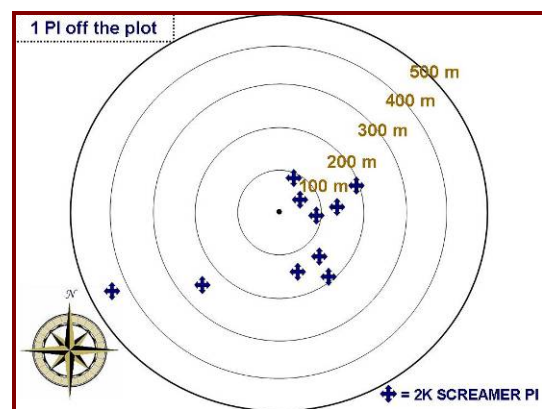 1 PI off the plot
500 m
400 m
300 m
200 m
100 m
N
= 2K SCREAMER PI